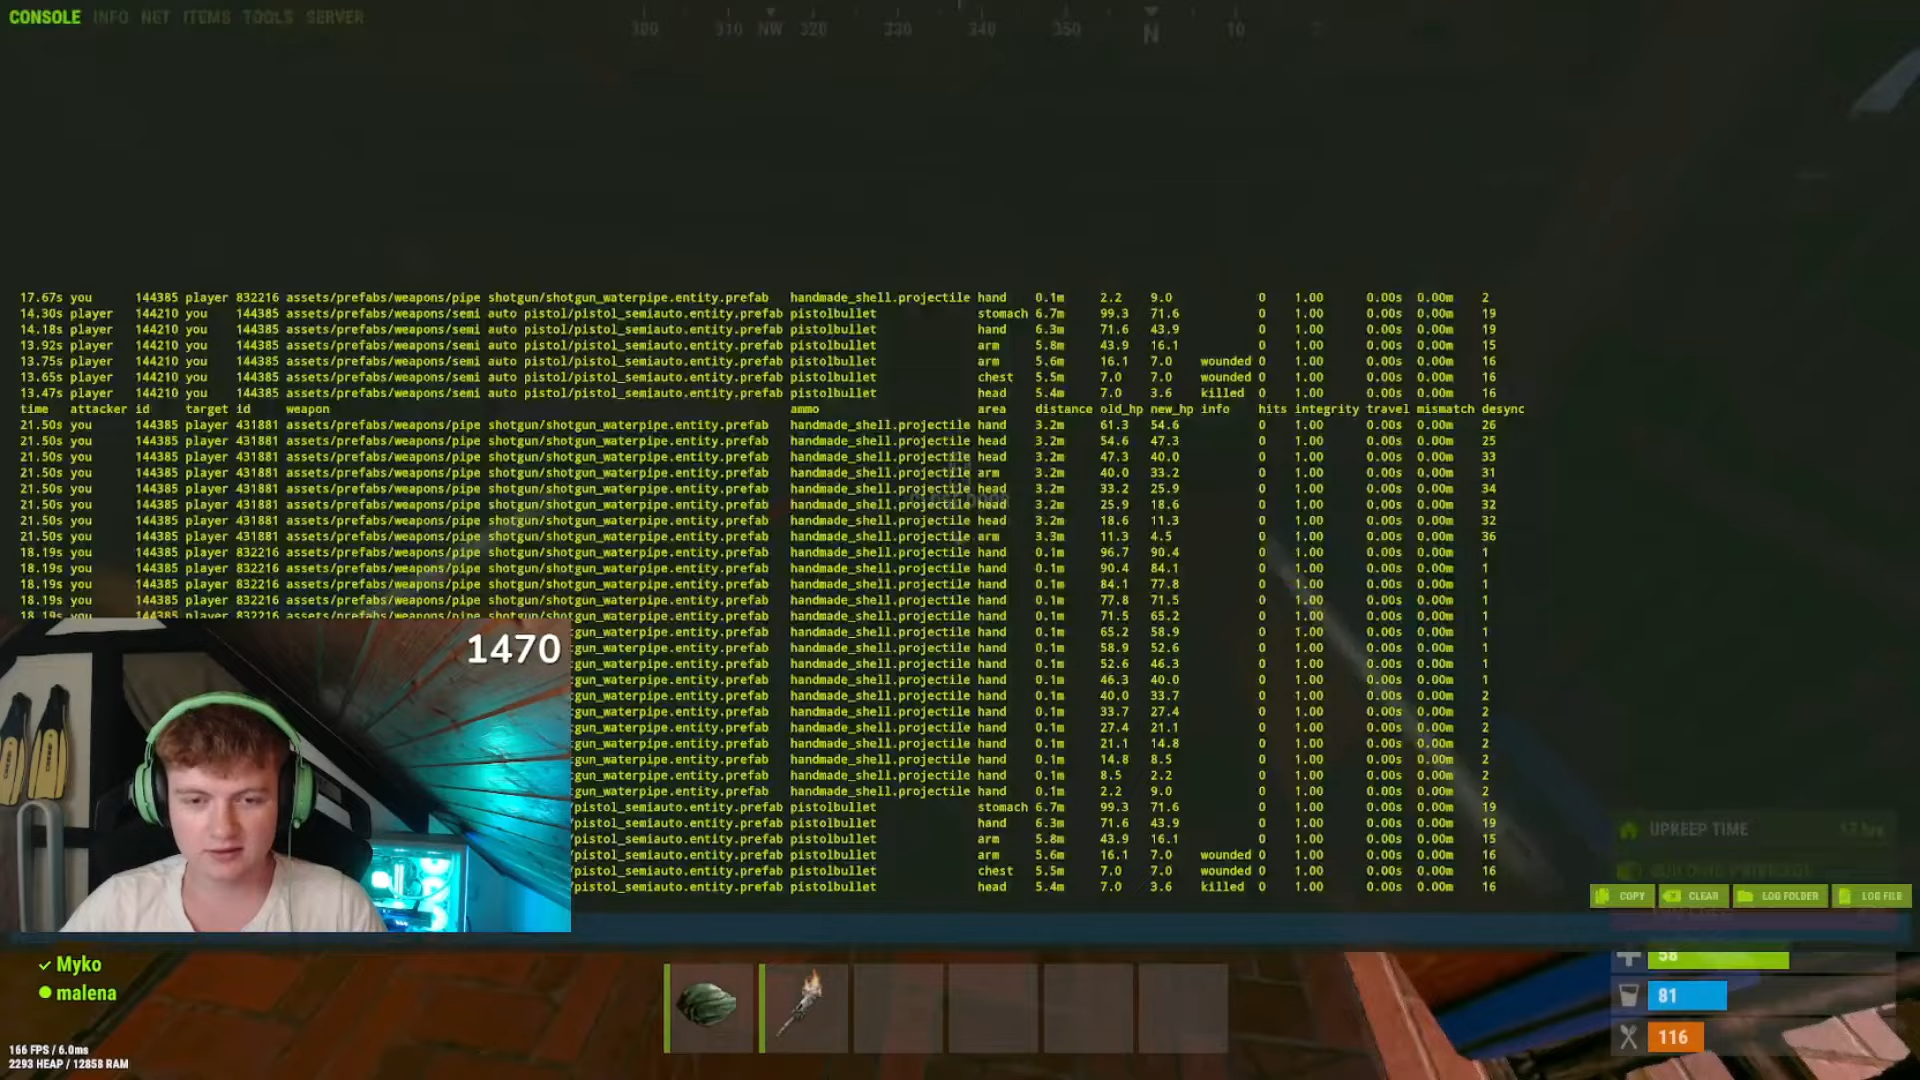 CONSOLE INFO NET ITEMS TOOLS SERVER
300 310 NW 320 330 340 350 N 10
17.67s you 144385 player 832216 assets/prefabs/weapons/pipe shotgun/shotgun_waterpipe.entity.prefab handmade_shell.projectile hand 0.1m 2.2 9.0 0 1.00 0.00s 0.00m 2
14.30s player 144210 you 144385 assets/prefabs/weapons/semi auto pistol/pistol_semiauto.entity.prefab pistolbullet stomach 6.7m 99.3 71.6 0 1.00 0.00s 0.00m 19
14.18s player 144210 you 144385 assets/prefabs/weapons/semi auto pistol/pistol_semiauto.entity.prefab pistolbullet hand 6.3m 71.6 43.9 0 1.00 0.00s 0.00m 19
13.92s player 144210 you 144385 assets/prefabs/weapons/semi auto pistol/pistol_semiauto.entity.prefab pistolbullet arm 5.8m 43.9 16.1 0 1.00 0.00s 0.00m 15
13.75s player 144210 you 144385 assets/prefabs/weapons/semi auto pistol/pistol_semiauto.entity.prefab pistolbullet arm 5.6m 16.1 7.0 wounded 0 1.00 0.00s 0.00m 16
13.65s player 144210 you 144385 assets/prefabs/weapons/semi auto pistol/pistol_semiauto.entity.prefab pistolbullet chest 5.5m 7.0 7.0 wounded 0 1.00 0.00s 0.00m 16
13.47s player 144210 you 144385 assets/prefabs/weapons/semi auto pistol/pistol_semiauto.entity.prefab pistolbullet head 5.4m 7.0 3.6 killed 0 1.00 0.00s 0.00m 16
time attacker id target id weapon ammo area distance old_hp new_hp info hits integrity travel mismatch desync
21.50s you 144385 player 431881 assets/prefabs/weapons/pipe shotgun/shotgun_waterpipe.entity.prefab handmade_shell.projectile hand 3.2m 61.3 54.6 0 1.00 0.00s 0.00m 26
21.50s you 144385 player 431881 assets/prefabs/weapons/pipe shotgun/shotgun_waterpipe.entity.prefab handmade_shell.projectile head 3.2m 54.6 47.3 0 1.00 0.00s 0.00m 25
21.50s you 144385 player 431881 assets/prefabs/weapons/pipe shotgun/shotgun_waterpipe.entity.prefab handmade_shell.projectile head 3.2m 47.3 40.0 0 1.00 0.00s 0.00m 33
21.50s you 144385 player 431881 assets/prefabs/weapons/pipe shotgun/shotgun_waterpipe.entity.prefab handmade_shell.projectile arm 3.2m 40.0 33.2 0 1.00 0.00s 0.00m 31
21.50s you 144385 player 431881 assets/prefabs/weapons/pipe shotgun/shotgun_waterpipe.entity.prefab handmade_shell.projectile head 3.2m 33.2 25.9 0 1.00 0.00s 0.00m 34
21.50s you 144385 player 431881 assets/prefabs/weapons/pipe shotgun/shotgun_waterpipe.entity.prefab handmade_shell.projectile head 3.2m 25.9 18.6 0 1.00 0.00s 0.00m 32
21.50s you 144385 player 431881 assets/prefabs/weapons/pipe shotgun/shotgun_waterpipe.entity.prefab handmade_shell.projectile head 3.2m 18.6 11.3 0 1.00 0.00s 0.00m 32
21.50s you 144385 player 431881 assets/prefabs/weapons/pipe shotgun/shotgun_waterpipe.entity.prefab handmade_shell.projectile arm 3.3m 11.3 4.5 0 1.00 0.00s 0.00m 36
18.19s you 144385 player 832216 assets/prefabs/weapons/pipe shotgun/shotgun_waterpipe.entity.prefab handmade_shell.projectile hand 0.1m 96.7 90.4 0 1.00 0.00s 0.00m 1
18.19s you 144385 player 832216 assets/prefabs/weapons/pipe shotgun/shotgun_waterpipe.entity.prefab handmade_shell.projectile hand 0.1m 90.4 84.1 0 1.00 0.00s 0.00m 1
18.19s you 144385 player 832216 assets/prefabs/weapons/pipe shotgun/shotgun_waterpipe.entity.prefab handmade_shell.projectile hand 0.1m 84.1 77.8 0 1.00 0.00s 0.00m 1
18.19s you 144385 player 832216 assets/prefabs/weapons/pipe shotgun/shotgun_waterpipe.entity.prefab handmade_shell.projectile hand 0.1m 77.8 71.5 0 1.00 0.00s 0.00m 1
18.19s you 144385 player 832216 assets/prefabs/weapons/pipe shotgun/shotgun_waterpipe.entity.prefab handmade_shell.projectile hand 0.1m 71.5 65.2 0 1.00 0.00s 0.00m 1
gun_waterpipe.entity.prefab handmade_shell.projectile hand 0.1m 65.2 58.9 0 1.00 0.00s 0.00m 1
gun_waterpipe.entity.prefab handmade_shell.projectile hand 0.1m 58.9 52.6 0 1.00 0.00s 0.00m 1
gun_waterpipe.entity.prefab handmade_shell.projectile hand 0.1m 52.6 46.3 0 1.00 0.00s 0.00m 1
gun_waterpipe.entity.prefab handmade_shell.projectile hand 0.1m 46.3 40.0 0 1.00 0.00s 0.00m 1
gun_waterpipe.entity.prefab handmade_shell.projectile hand 0.1m 40.0 33.7 0 1.00 0.00s 0.00m 2
gun_waterpipe.entity.prefab handmade_shell.projectile hand 0.1m 33.7 27.4 0 1.00 0.00s 0.00m 2
gun_waterpipe.entity.prefab handmade_shell.projectile hand 0.1m 27.4 21.1 0 1.00 0.00s 0.00m 2
gun_waterpipe.entity.prefab handmade_shell.projectile hand 0.1m 21.1 14.8 0 1.00 0.00s 0.00m 2
gun_waterpipe.entity.prefab handmade_shell.projectile hand 0.1m 14.8 8.5 0 1.00 0.00s 0.00m 2
gun_waterpipe.entity.prefab handmade_shell.projectile hand 0.1m 8.5 2.2 0 1.00 0.00s 0.00m 2
gun_waterpipe.entity.prefab handmade_shell.projectile hand 0.1m 2.2 9.0 0 1.00 0.00s 0.00m 2
/pistol_semiauto.entity.prefab pistolbullet stomach 6.7m 99.3 71.6 0 1.00 0.00s 0.00m 19
/pistol_semiauto.entity.prefab pistolbullet hand 6.3m 71.6 43.9 0 1.00 0.00s 0.00m 19
/pistol_semiauto.entity.prefab pistolbullet arm 5.8m 43.9 16.1 0 1.00 0.00s 0.00m 15
/pistol_semiauto.entity.prefab pistolbullet arm 5.6m 16.1 7.0 wounded 0 1.00 0.00s 0.00m 16
/pistol_semiauto.entity.prefab pistolbullet chest 5.5m 7.0 7.0 wounded 0 1.00 0.00s 0.00m 16
/pistol_semiauto.entity.prefab pistolbullet head 5.4m 7.0 3.6 killed 0 1.00 0.00s 0.00m 16
1470
UPKEEP TIME
BUILDING PRIVILEGE
COPY CLEAR LOG FOLDER LOG FILE
58
81
116
Myko
malena
166 FPS / 6.0ms
2293 HEAP / 12858 RAM